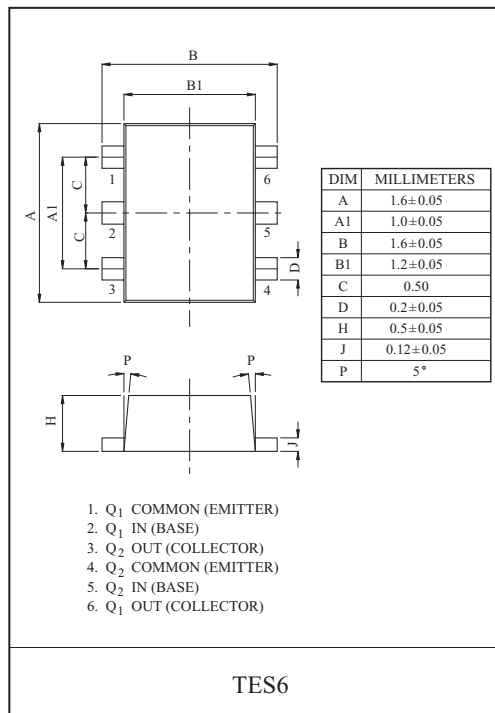 B
B1
A
A1
C
C
D
1
2
3
6
5
4
DIM MILLIMETERS
A 1.6±0.05
A1 1.0±0.05
B 1.6±0.05
B1 1.2±0.05
C 0.50
D 0.2±0.05
H 0.5±0.05
J 0.12±0.05
P 5°
P
P
H
J
1. Q1 COMMON (EMITTER)
2. Q1 IN (BASE)
3. Q2 OUT (COLLECTOR)
4. Q2 COMMON (EMITTER)
5. Q2 IN (BASE)
6. Q1 OUT (COLLECTOR)
TES6